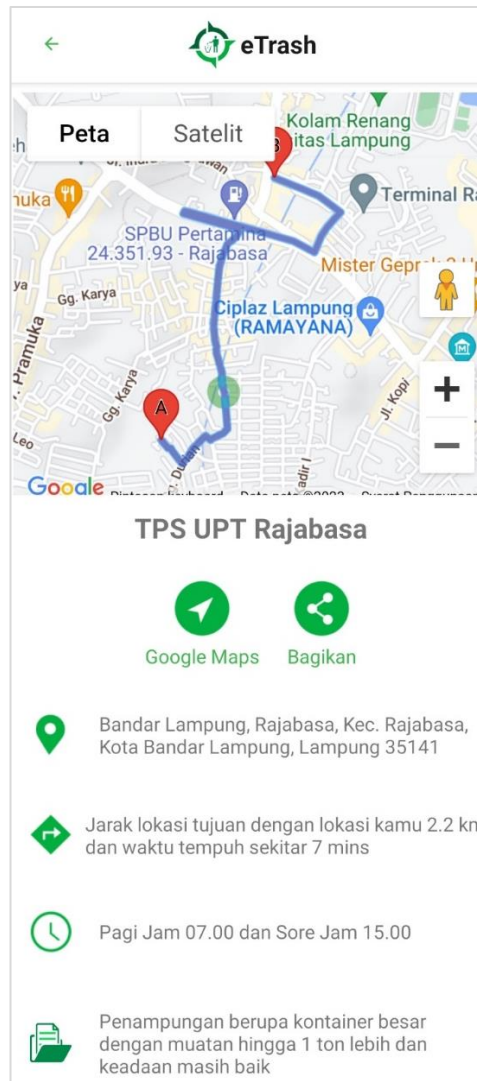 eTrash
Peta
Satelit
Kolam Renang
itas Lampung
B
Terminal Ra
SPBU Pertamina
24.351.93 - Rajabasa
Mister Geprek
Gg. Karya
Ciplaz Lampung
(RAMAYANA)
Pramuka
Gg. Karya
Jl. Kopi
A
Leo
Durian
Google
TPS UPT Rajabasa
Google Maps
Bagikan
Bandar Lampung, Rajabasa, Kec. Rajabasa,
Kota Bandar Lampung, Lampung 35141
Jarak lokasi tujuan dengan lokasi kamu 2.2 km
dan waktu tempuh sekitar 7 mins
Pagi Jam 07.00 dan Sore Jam 15.00
Penampungan berupa kontainer besar
dengan muatan hingga 1 ton lebih dan
keadaan masih baik